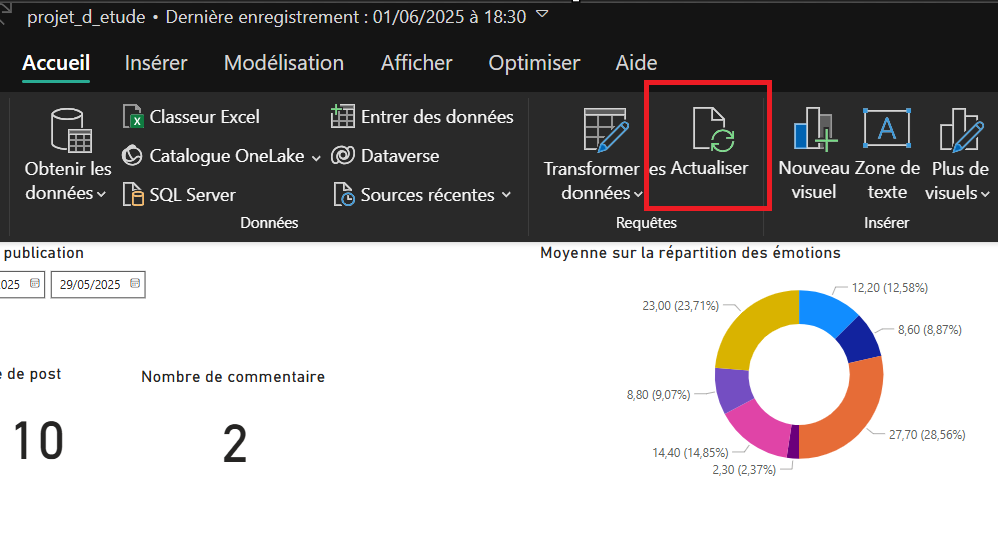 projet_d_etude • Dernière enregistrement : 01/06/2025 à 18:30
Accueil Insérer Modélisation Afficher Optimiser Aide
Obtenir les données
Classeur Excel
Catalogue OneLake
SQL Server
Entrer des données
Dataverse
Sources récentes
Données
Transformer les données
Actualiser
Requêtes
Nouveau visuel
Zone de texte
Plus de visuels
Insérer
publication
2025
29/05/2025
de post
10
Nombre de commentaire
2
Moyenne sur la répartition des émotions
12,20 (12,58%)
8,60 (8,87%)
27,70 (28,56%)
2,30 (2,37%)
14,40 (14,85%)
8,80 (9,07%)
23,00 (23,71%)